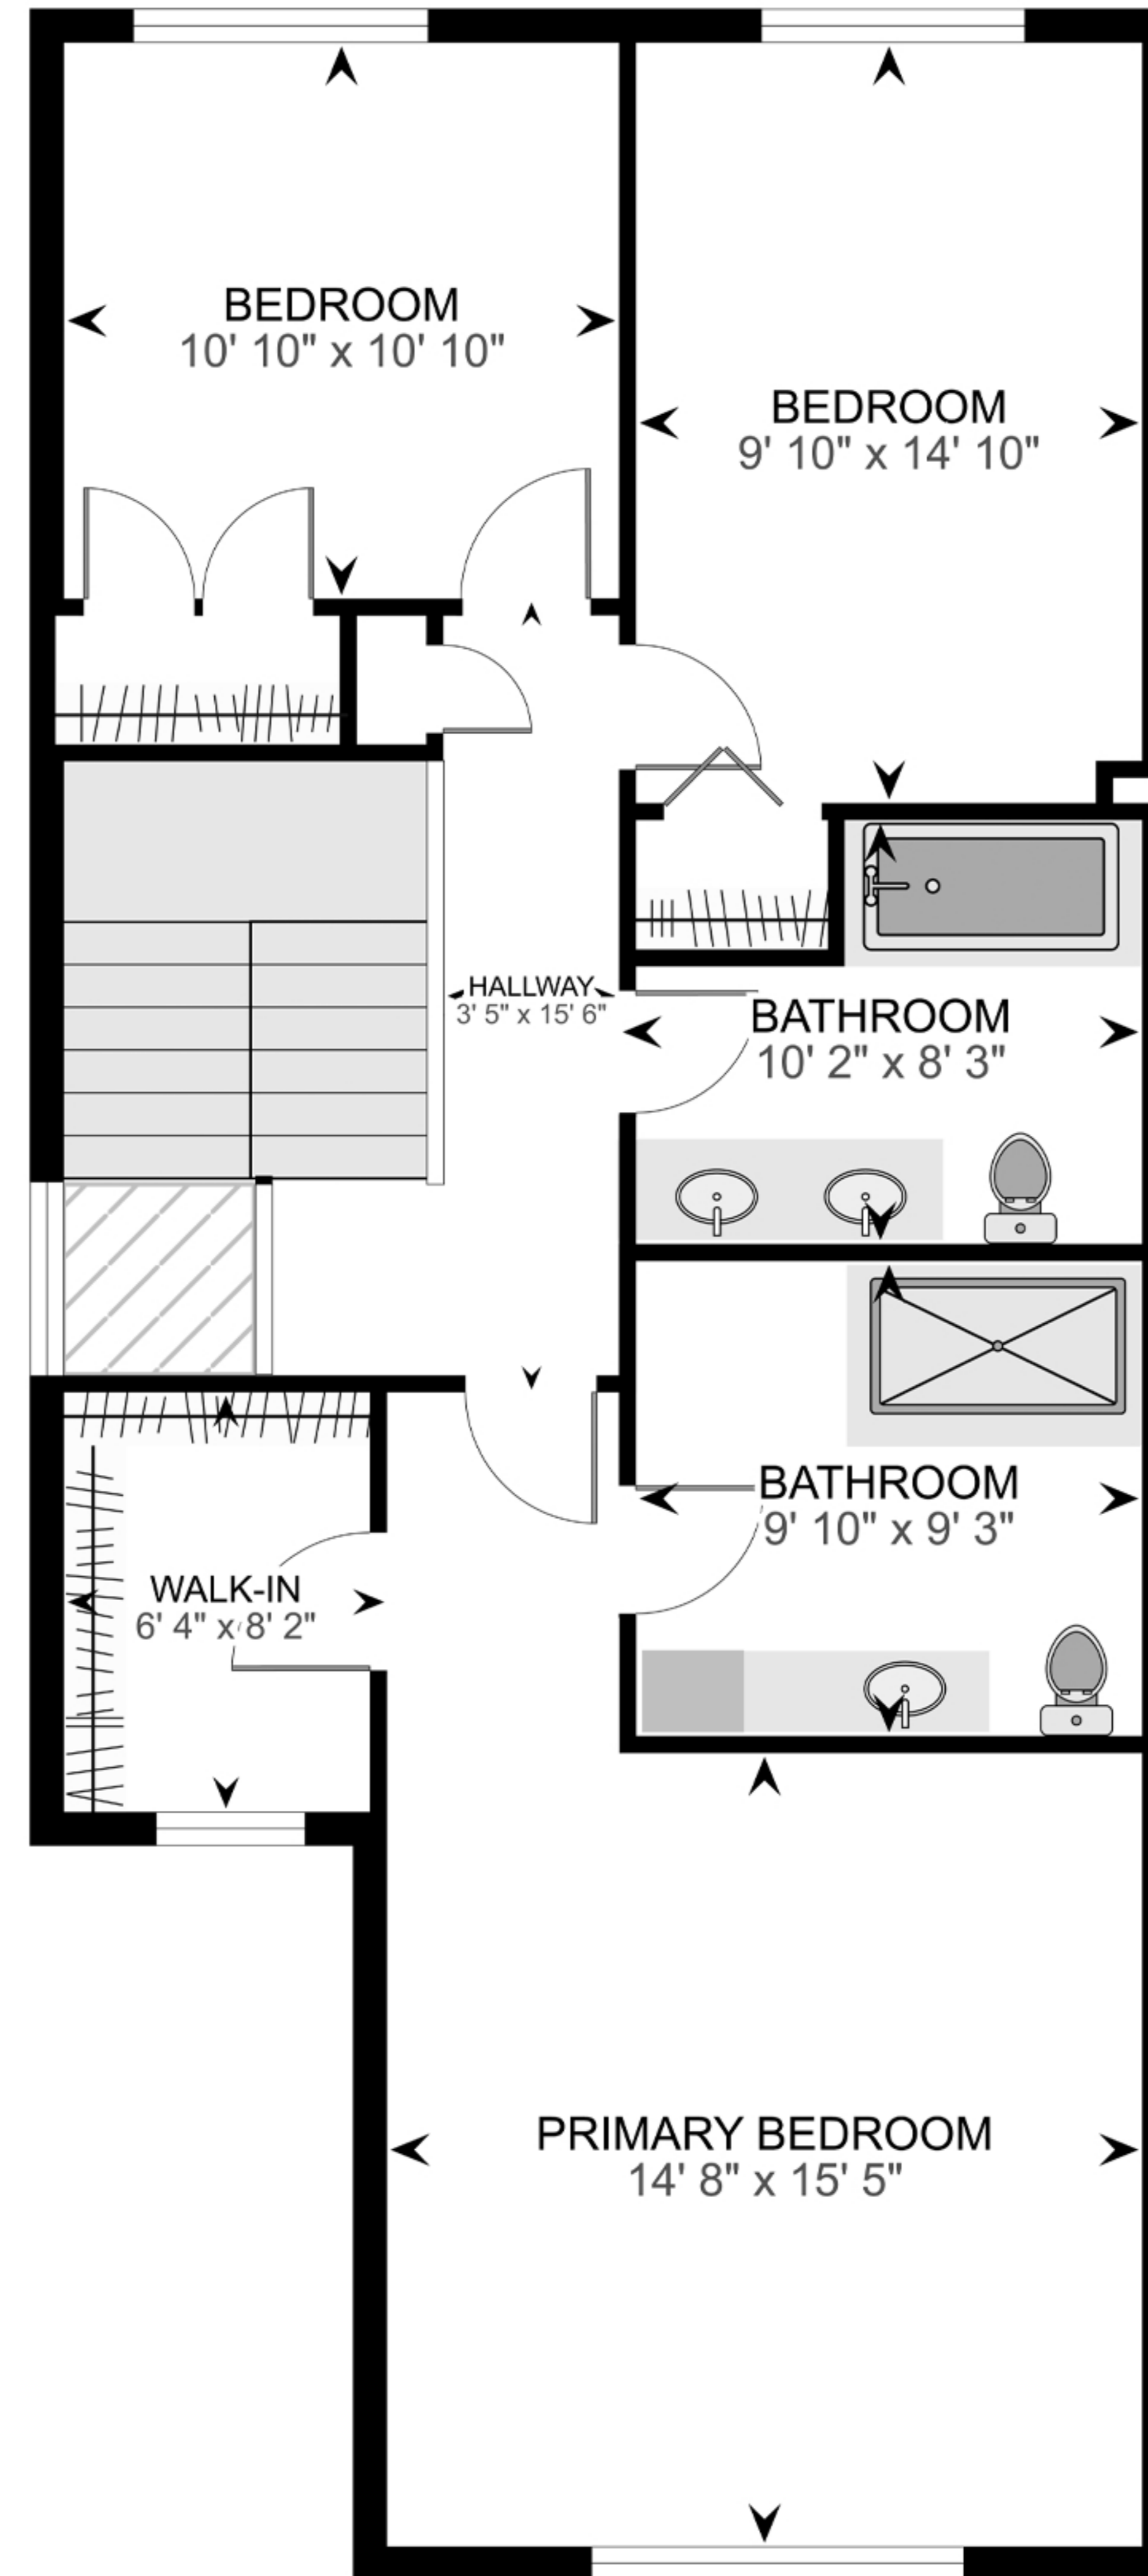 BEDROOM
10' 10" x 10' 10"
BEDROOM
9' 10" x 14' 10"
HALLWAY
3' 5" x 15' 6"
BATHROOM
10' 2" x 8' 3"
BATHROOM
9' 10" x 9' 3"
WALK-IN
6' 4" x 8' 2"
PRIMARY BEDROOM
14' 8" x 15' 5"